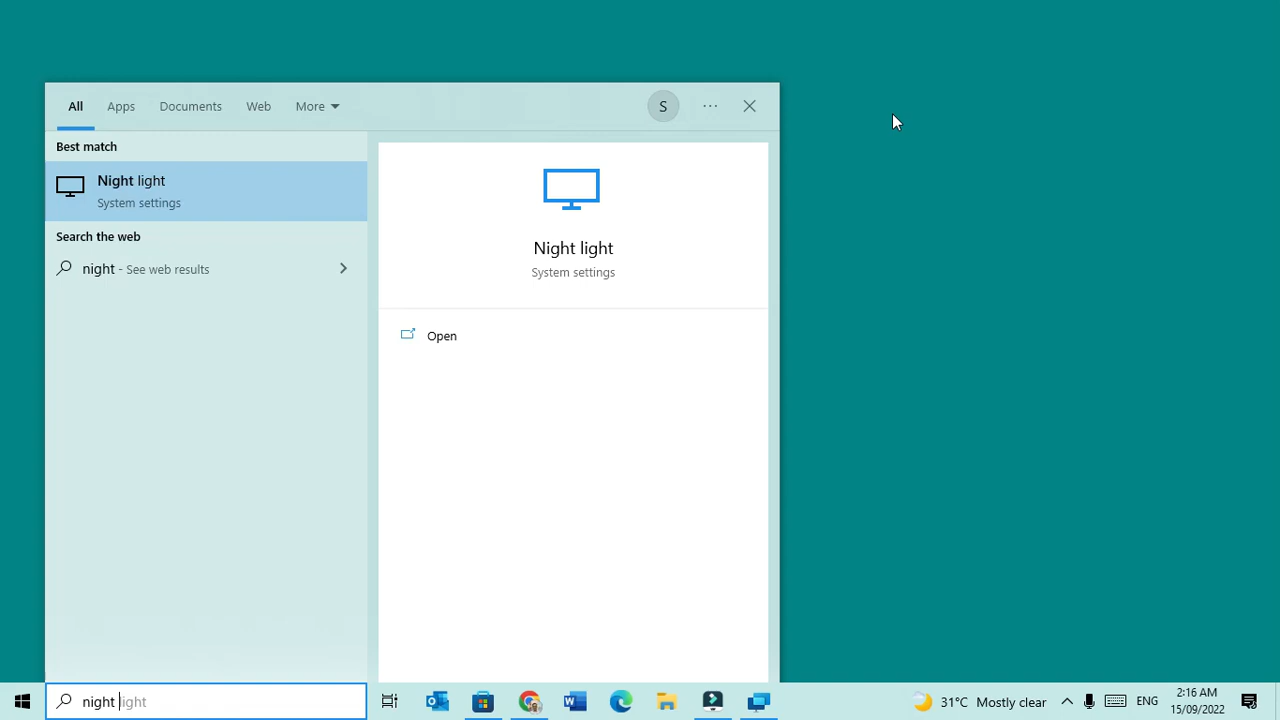 All Apps Documents Web More S ...
Best match
Night light
System settings
Search the web
night - See web results
Night light
System settings
Open
night light
31°C Mostly clear ENG
2:16 AM
15/09/2022